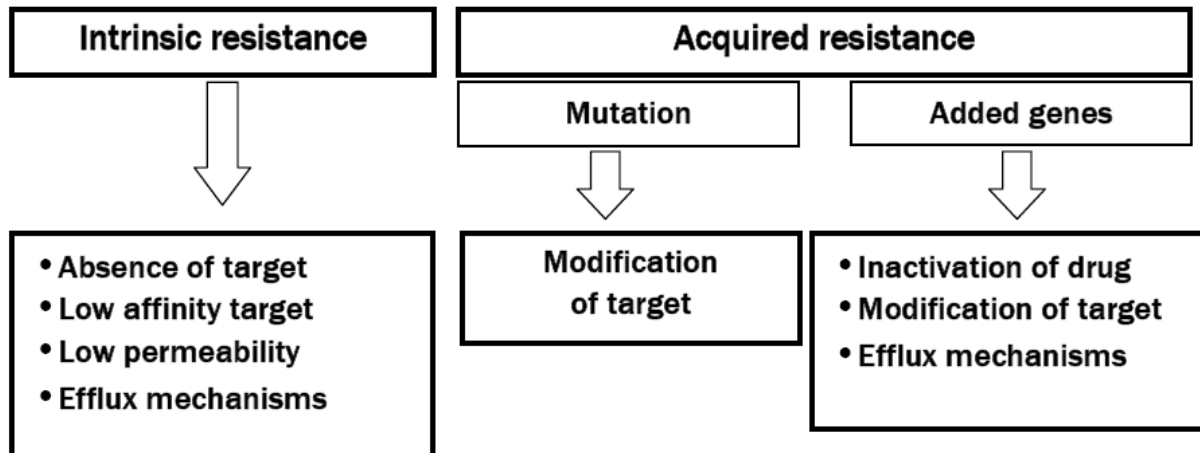 Intrinsic resistance
Acquired resistance
Mutation
Added genes
• Absence of target
• Low affinity target
• Low permeability
• Efflux mechanisms
Modification
of target
• Inactivation of drug
• Modification of target
• Efflux mechanisms